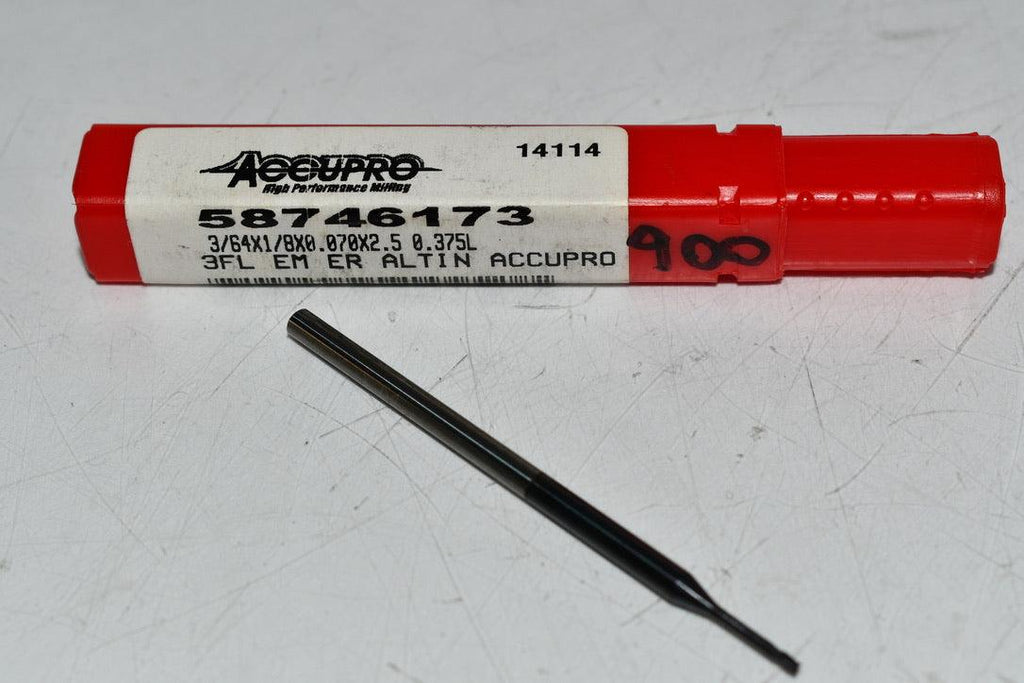 ACCUPRO
High Performance Milling
14114
58746173
3/64X1/8X0.070X2.5 0.375L
3FL EM ER ALTIN ACCUPRO
900